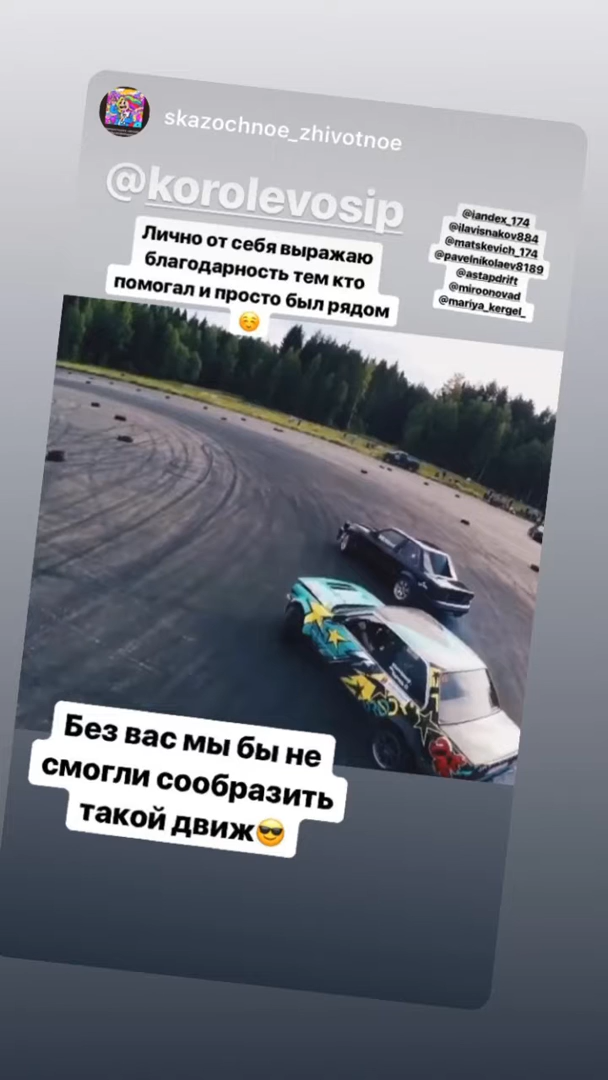 skazochnoe_zhivotnoe
@korolevosip
Лично от себя выражаю
благодарность тем кто
помогал и просто был рядом
☺️
@iandex_174
@ilavisnakov884
@matskevich_174
@pavelnikolaev8189
@astapdrift
@miroonovad
@mariya_kergel_
Без вас мы бы не
смогли сообразить
такой движ😎